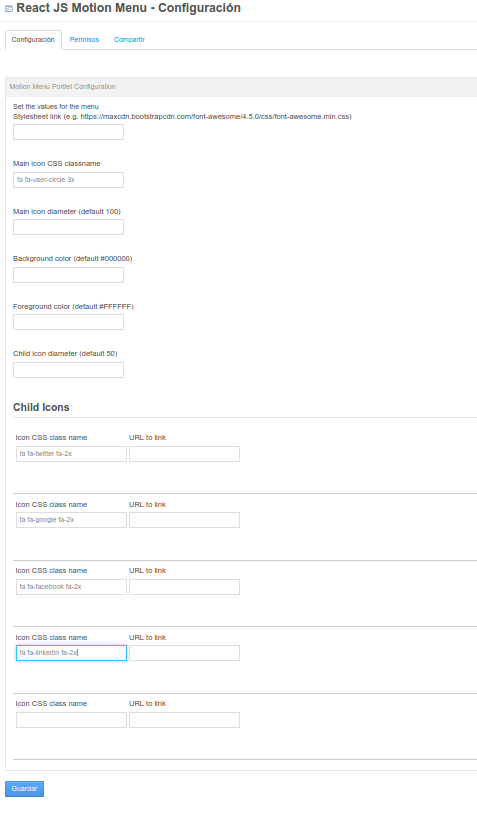 React JS Motion Menu - Configuración
Configuración Permisos Compartir
Motion Menu Portlet Configuration
Set the values for the menu
Stylesheet link (e.g. https://maxcdn.bootstrapcdn.com/font-awesome/4.5.0/css/font-awesome.min.css)
Main icon CSS classname
fa fa-user-circle 3x
Main icon diameter (default 100)
Background color (default #000000)
Foreground color (default #FFFFFF)
Child icon diameter (default 50)
Child Icons
Icon CSS class name URL to link
fa fa-twitter fa-2x
Icon CSS class name URL to link
fa fa-google fa-2x
Icon CSS class name URL to link
fa fa-facebook fa-2x
Icon CSS class name URL to link
fa fa-linkedin fa-2x
Icon CSS class name URL to link
Guardar